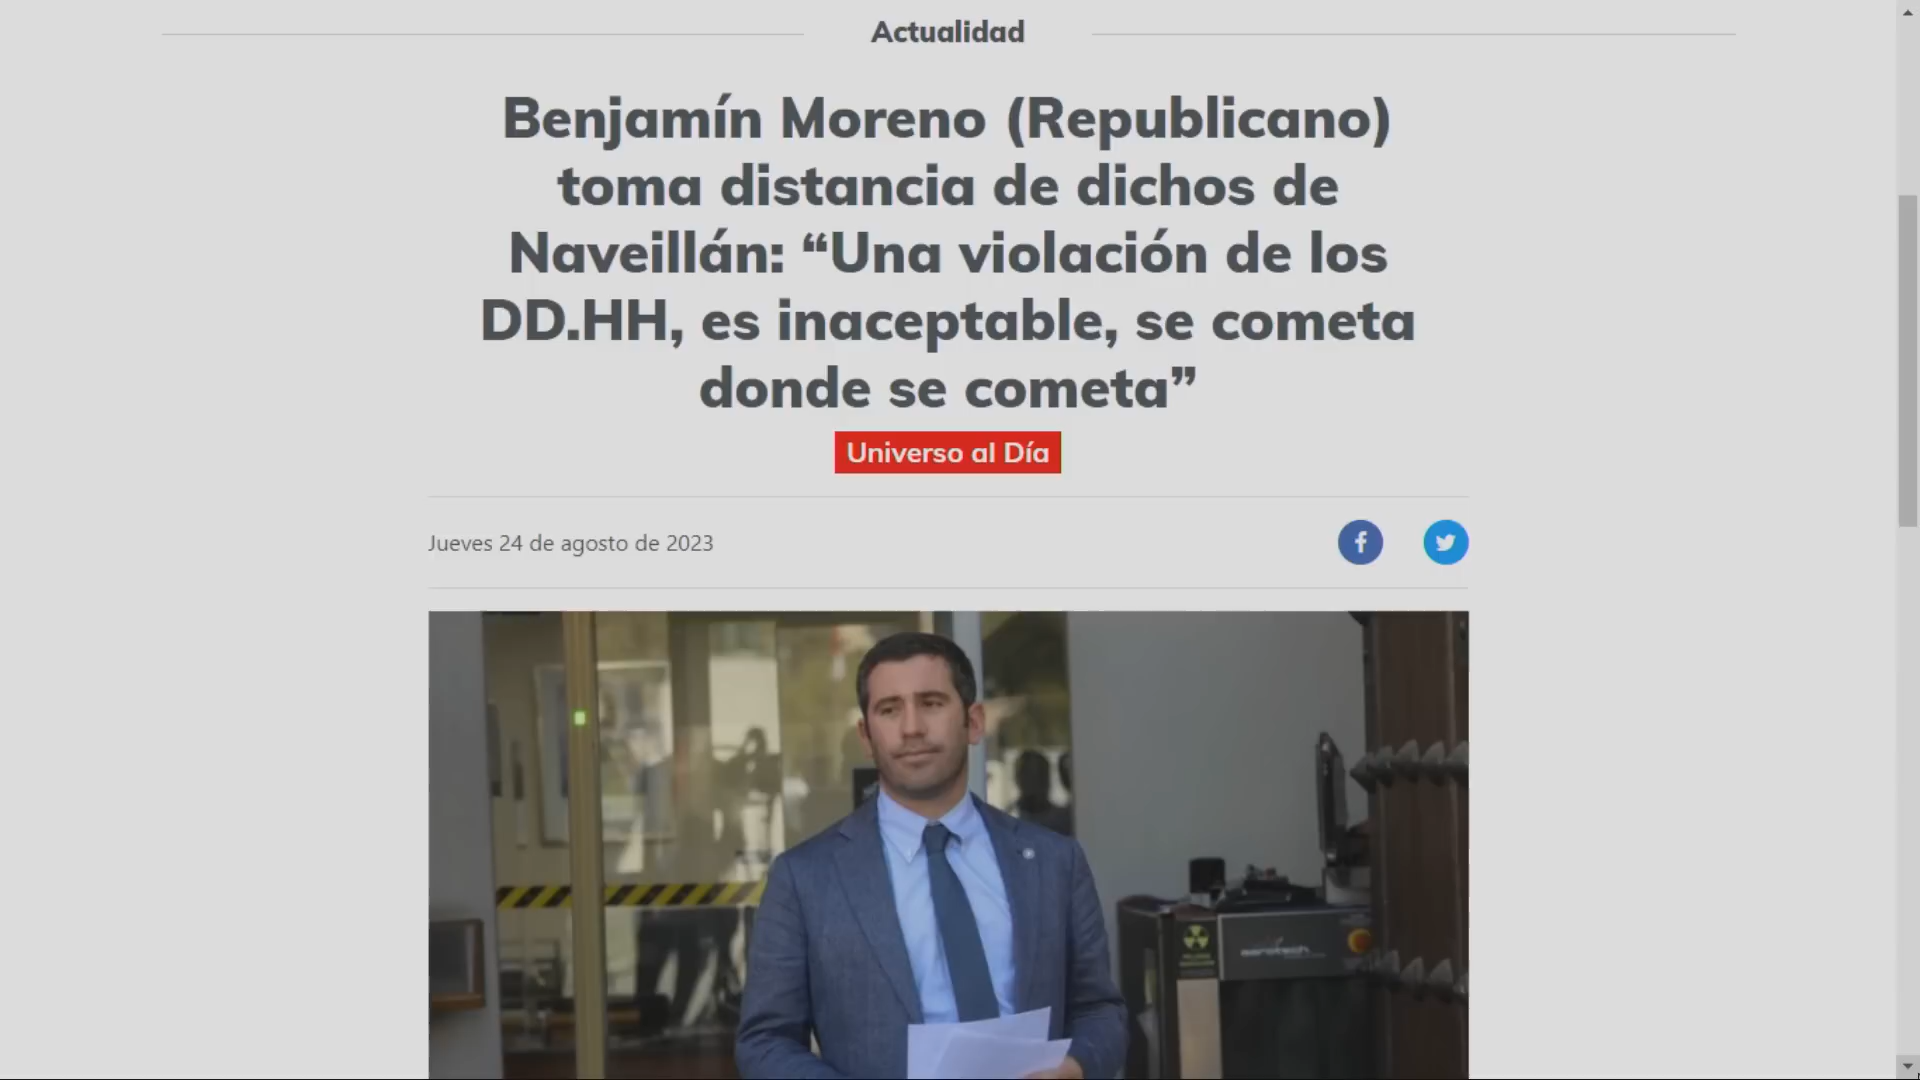 Actualidad
Benjamín Moreno (Republicano)
toma distancia de dichos de
Naveillán: “Una violación de los
DD.HH, es inaceptable, se cometa
donde se cometa”
Universo al Día
Jueves 24 de agosto de 2023